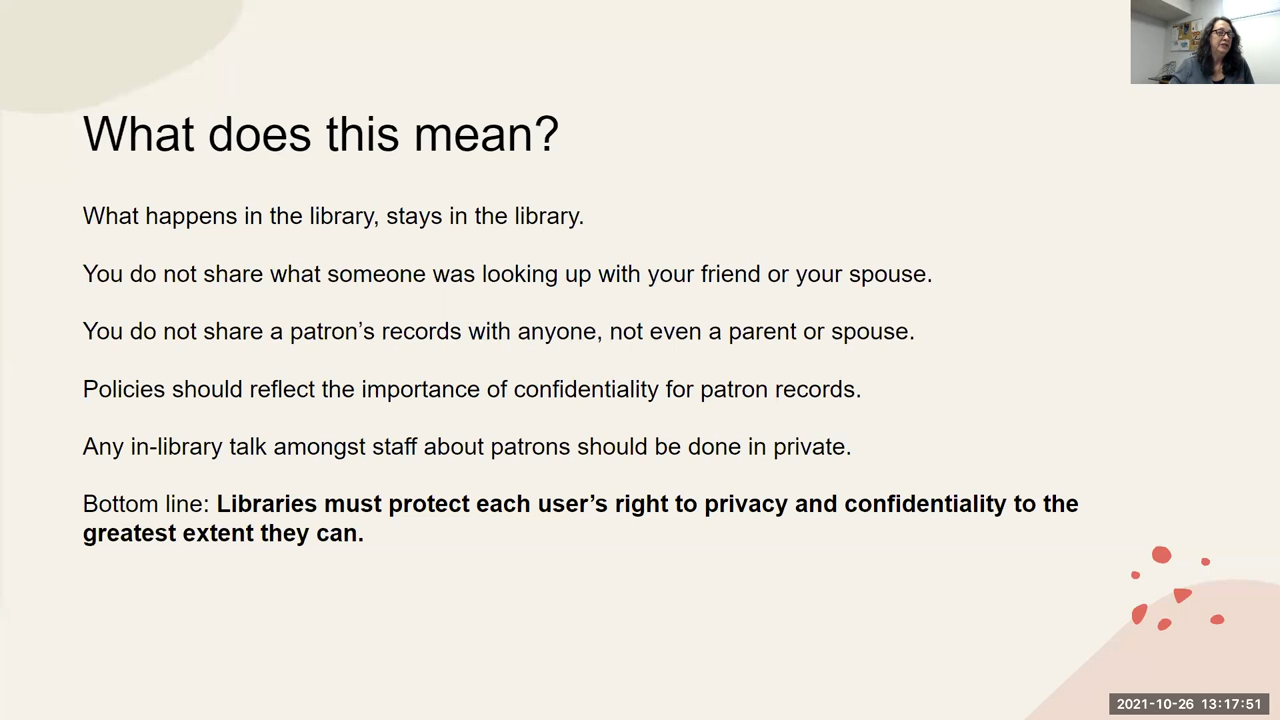 What does this mean?
What happens in the library, stays in the library.
You do not share what someone was looking up with your friend or your spouse.
You do not share a patron’s records with anyone, not even a parent or spouse.
Policies should reflect the importance of confidentiality for patron records.
Any in-library talk amongst staff about patrons should be done in private.
Bottom line: Libraries must protect each user’s right to privacy and confidentiality to the
greatest extent they can.
2021-10-26 13:17:51